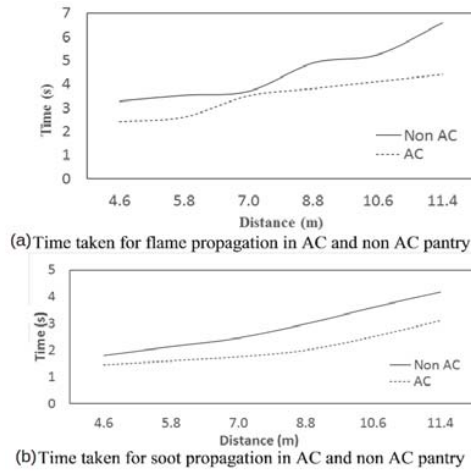 7
6
5
4
3
2
1
0
Time (s)
Non AC
AC
4.6 5.8 7.0 8.8 10.6 11.4
Distance (m)
(a) Time taken for flame propagation in AC and non AC pantry
5
4
3
2
1
0
Time (s)
Non AC
AC
4.6 5.8 7.0 8.8 10.6 11.4
Distance (m)
(b) Time taken for soot propagation in AC and non AC pantry